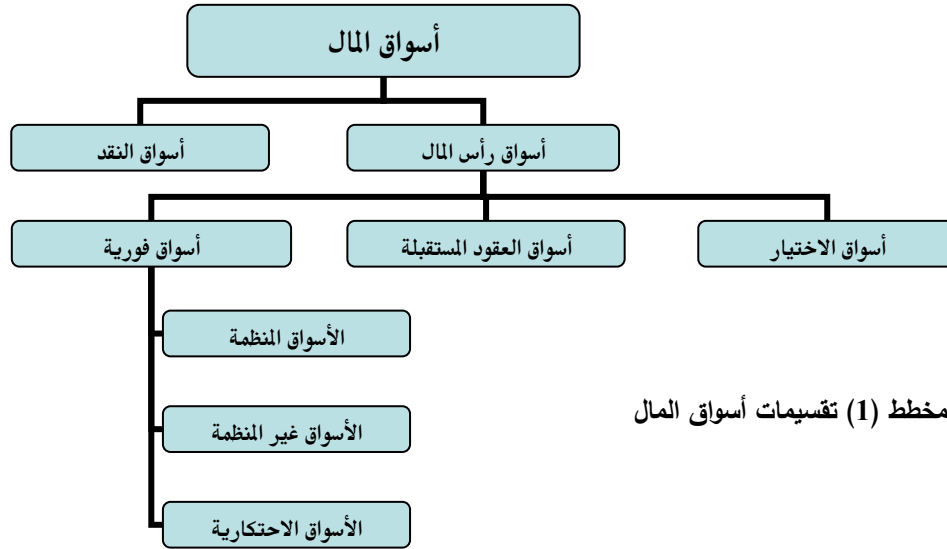 أسواق المال
أسواق رأس المال
أسواق النقد
أسواق الاختيار
أسواق العقود المستقبلة
أسواق فورية
الأسواق المنظمة
الأسواق غير المنظمة
الأسواق الاحتكارية
مخطط (1) تقسيمات أسواق المال